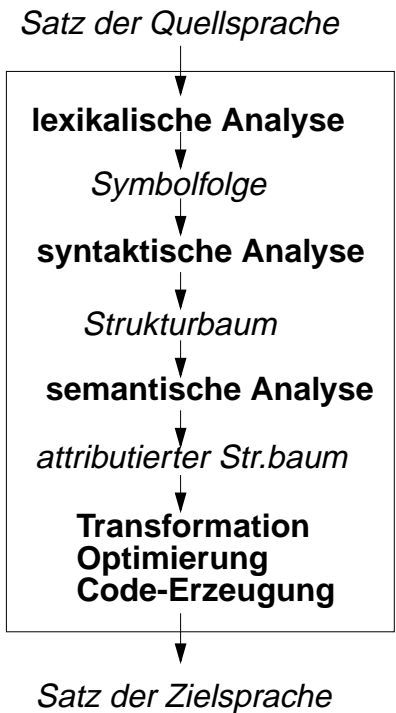 Satz der Quellsprache
lexikalische Analyse
Symbolfolge
syntaktische Analyse
Strukturbaum
semantische Analyse
attributierter Str.baum
Transformation
Optimierung
Code-Erzeugung
Satz der Zielsprache